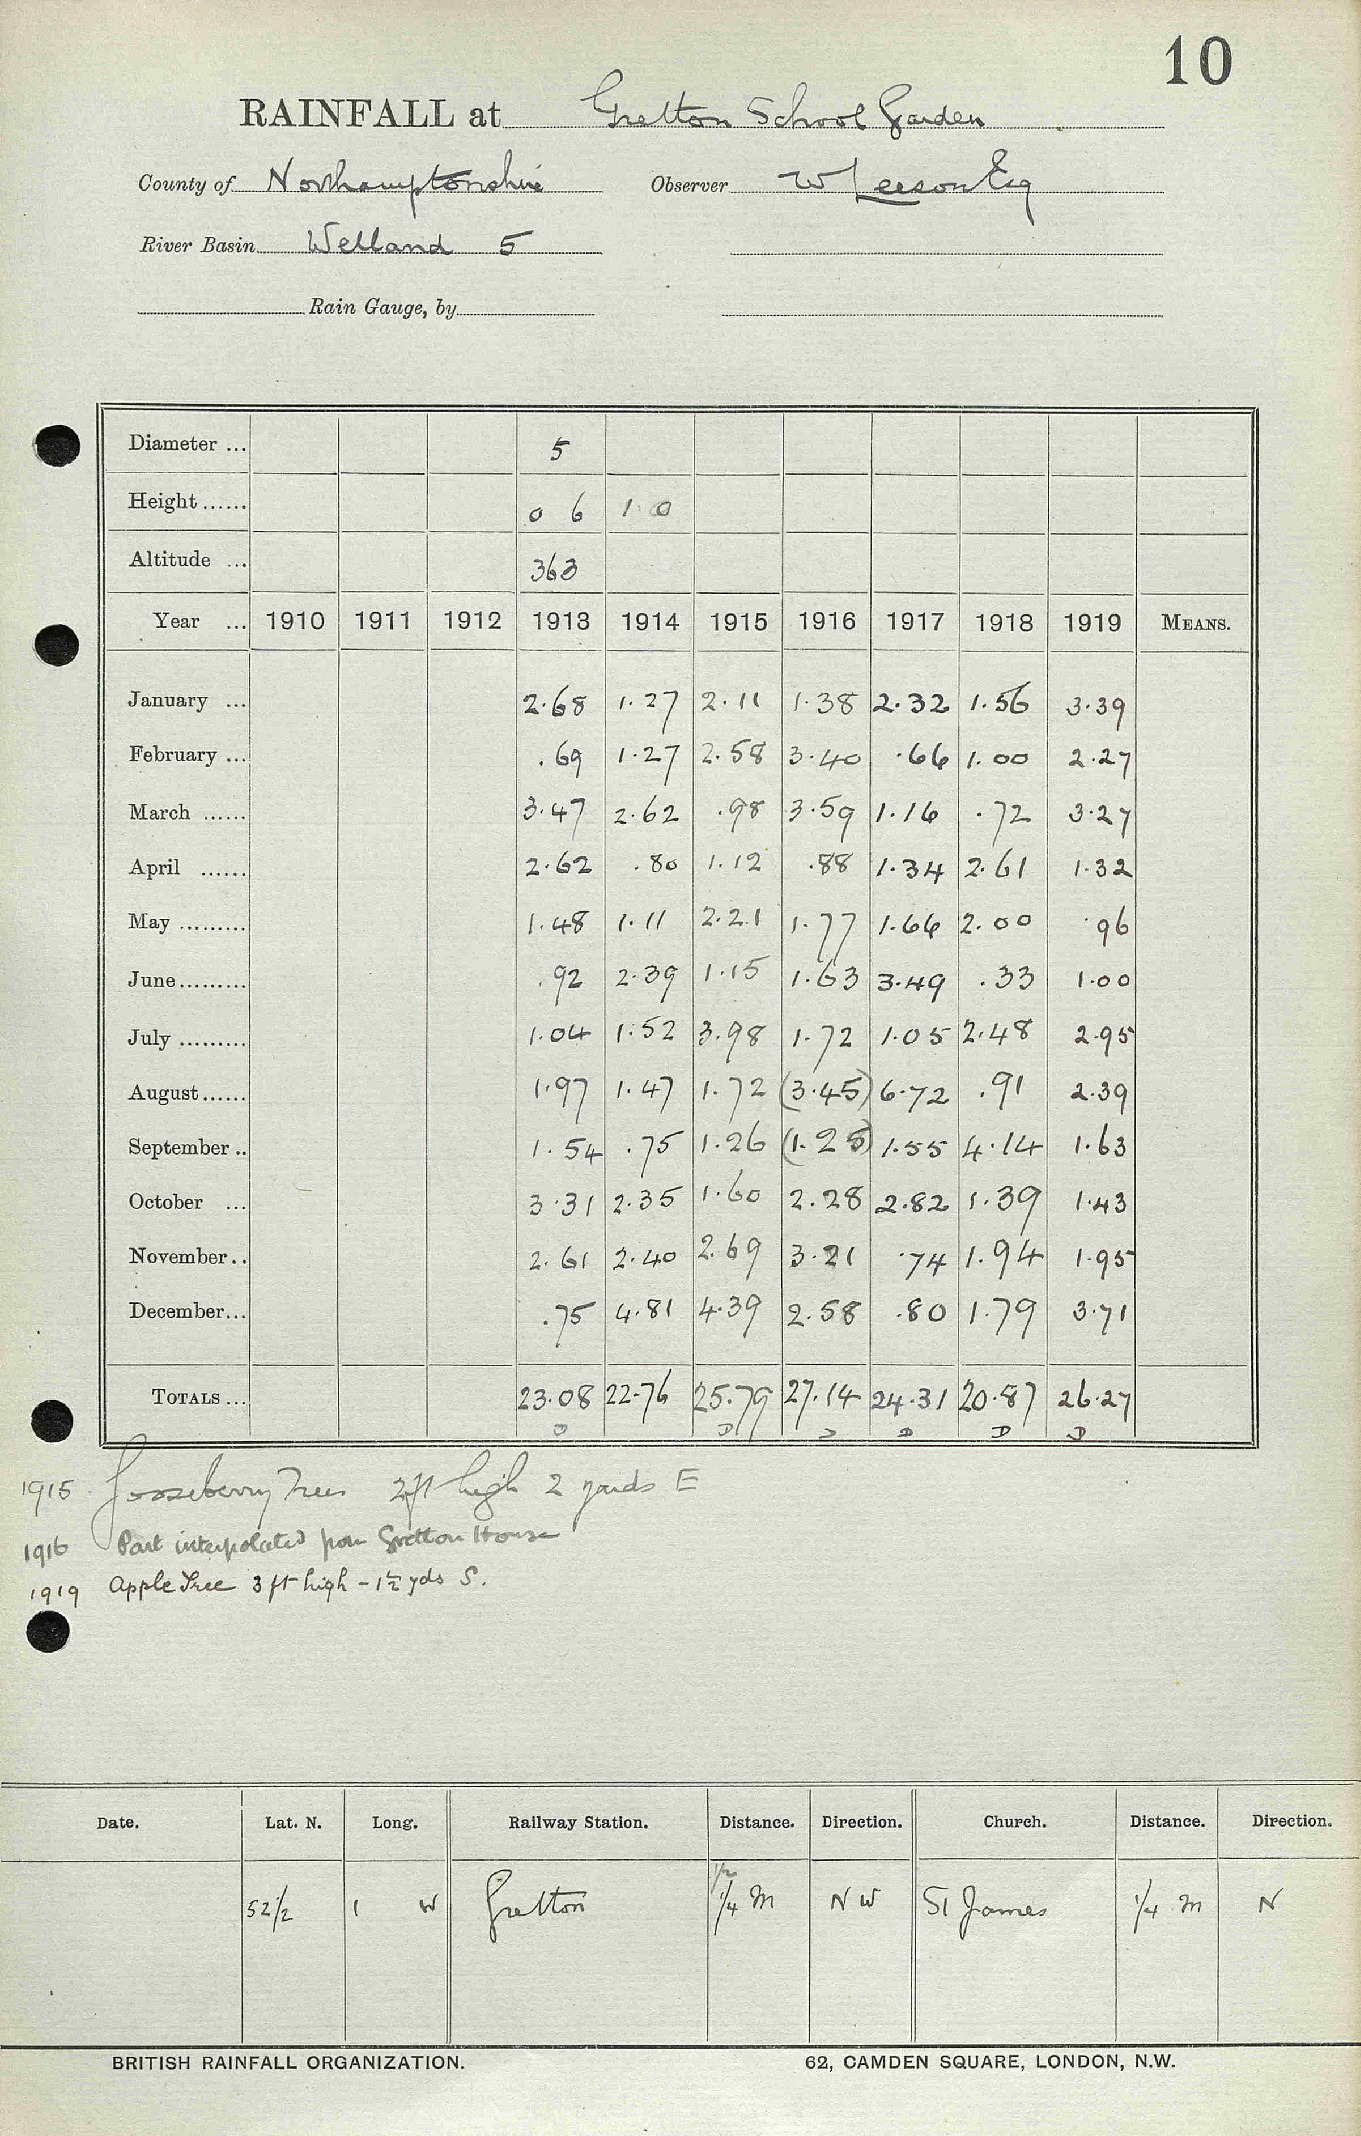 10
RAINFALL at Gretton School Garden
County of Northamptonshire Observer W Leeson Esq
River Basin Welland 5
Rain Gauge, by
Diameter ... 5
Height ...... 0 6 1 0
Altitude ... 363
Year ... 1910 1911 1912 1913 1914 1915 1916 1917 1918 1919 MEANS.
January ... 2.68 1.27 2.11 1.38 2.32 1.56 3.39
February ... .69 1.27 2.58 3.40 .66 1.00 2.27
March ...... 3.47 2.62 .98 3.59 1.16 .72 3.27
April ...... 2.62 .80 1.12 .88 1.34 2.61 1.32
May ......... 1.48 1.11 2.21 1.77 1.66 2.00 .96
June......... .92 2.39 1.15 1.63 3.49 .33 1.00
July ......... 1.04 1.52 3.98 1.72 1.05 2.48 2.95
August...... 1.97 1.47 1.72 (3.45) 6.72 .91 2.39
September .. 1.54 .75 1.26 (1.25) 1.55 4.14 1.63
October ... 3.31 2.35 1.60 2.28 2.82 1.39 1.43
November.. 2.61 2.40 2.69 3.21 .74 1.94 1.95
December... .75 4.81 4.39 2.58 .80 1.79 3.71
TOTALS ... 23.08 22.76 25.79 27.14 24.31 20.87 26.27
D D D D D D
1915 Gooseberry Trees 2ft high 2 yards E
1916 Part interpolated from Gretton House
1919 Apple Tree 3 ft high - 1½ yds S.
Date. Lat. N. Long. Railway Station. Distance. Direction. Church. Distance. Direction.
1/2
52 1/2 1 W Gretton 1/4 m N W St James 1/4 m N
BRITISH RAINFALL ORGANIZATION. 62, CAMDEN SQUARE, LONDON, N.W.